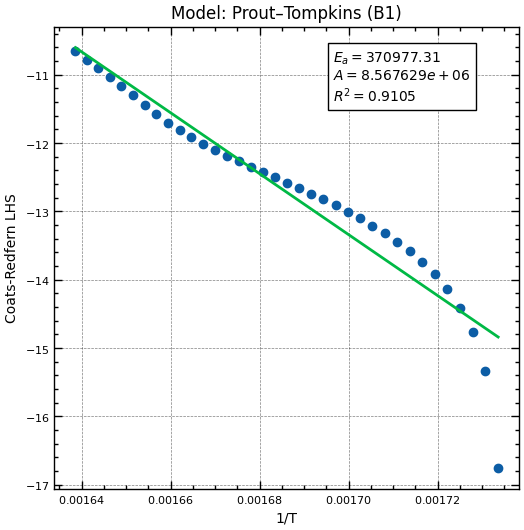 Model: Prout–Tompkins (B1)
E_a = 370977.31
A = 8.567629e + 06
R² = 0.9105
Coats-Redfern LHS
−11
−12
−13
−14
−15
−16
−17
0.00164 0.00166 0.00168 0.00170 0.00172
1/T